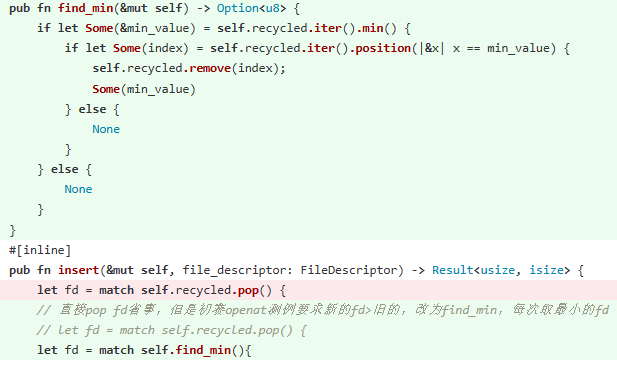 pub fn find_min(&mut self) -> Option<u8> {
if let Some(&min_value) = self.recycled.iter().min() {
if let Some(index) = self.recycled.iter().position(|&x| x == min_value) {
self.recycled.remove(index);
Some(min_value)
} else {
None
}
} else {
None
}
}
#[inline]
pub fn insert(&mut self, file_descriptor: FileDescriptor) -> Result<usize, isize> {
let fd = match self.recycled.pop() {
// 直接pop fd省事, 但是初赛openat测例要求新的fd>旧的, 改为find_min, 每次取最小的fd
// let fd = match self.recycled.pop() {
let fd = match self.find_min(){